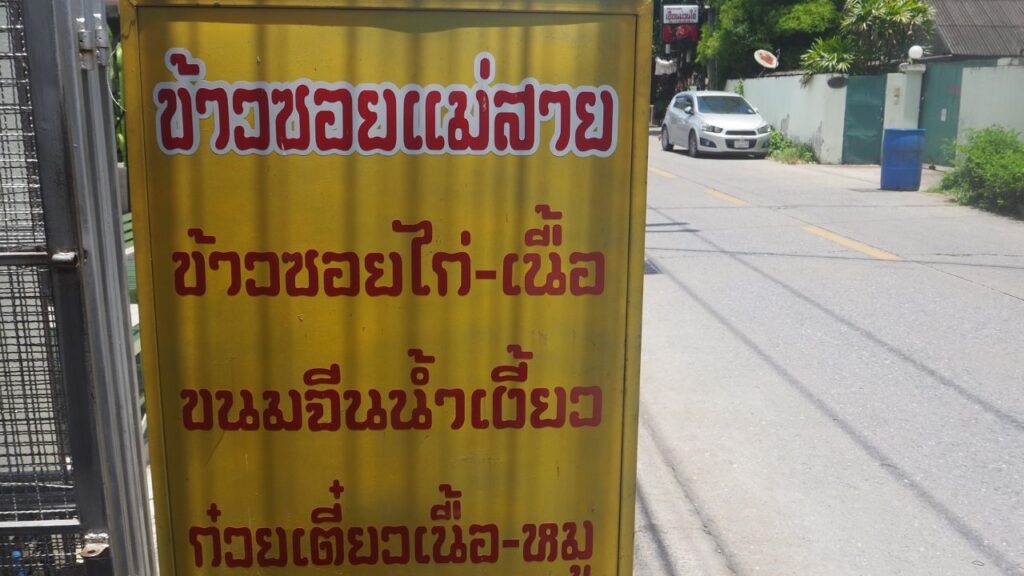 ข้าวซอยแม่สาย
ข้าวซอยไก่-เนื้อ
ขนมจีนน้ำเงี้ยว
ก๋วยเตี๋ยวเนื้อ-หมู